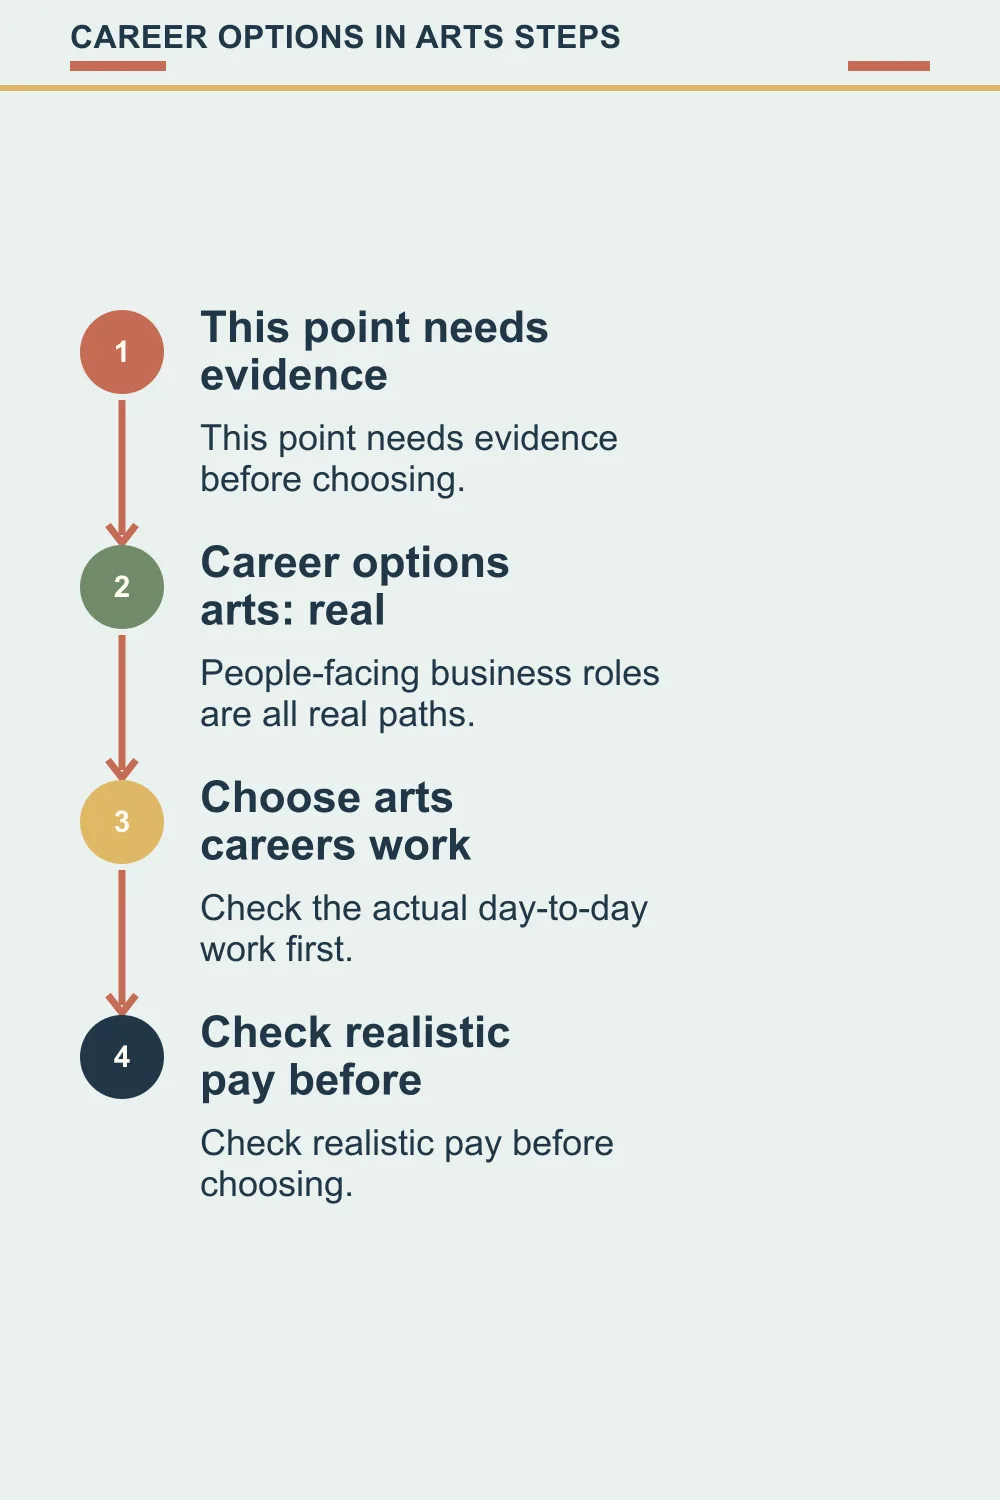 CAREER OPTIONS IN ARTS STEPS
1
This point needs
evidence
This point needs evidence
before choosing.
2
Career options
arts: real
People-facing business roles
are all real paths.
3
Choose arts
careers work
Check the actual day-to-day
work first.
4
Check realistic
pay before
Check realistic pay before
choosing.